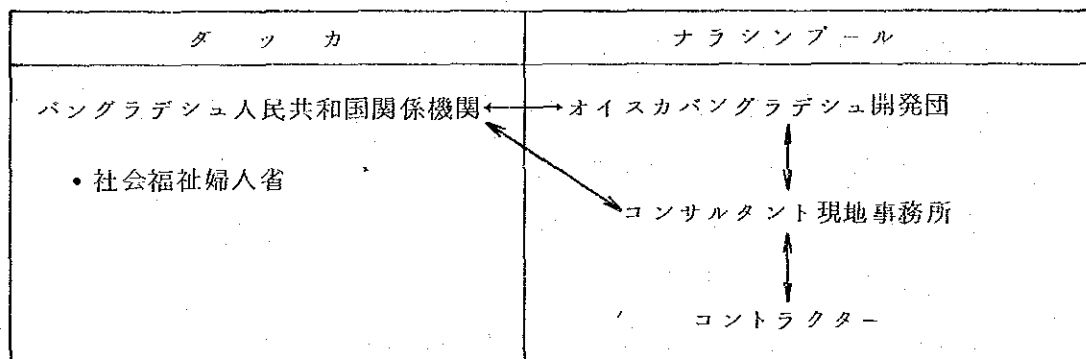 ダッカ
ナラシンプール
バングラデシュ人民共和国関係機関
オイスカバングラデシュ開発団
・社会福祉婦人省
コンサルタント現地事務所
コントラクター